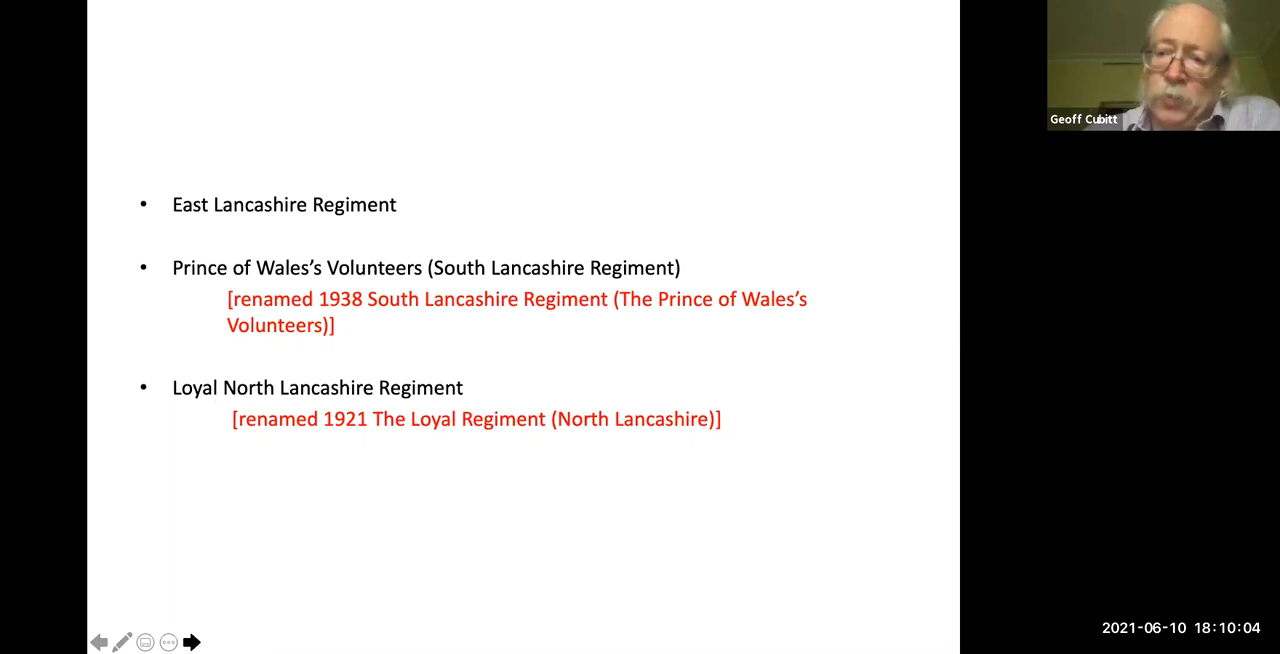 • East Lancashire Regiment
• Prince of Wales’s Volunteers (South Lancashire Regiment)
[renamed 1938 South Lancashire Regiment (The Prince of Wales’s
Volunteers)]
• Loyal North Lancashire Regiment
[renamed 1921 The Loyal Regiment (North Lancashire)]
Geoff Cubitt
2021-06-10 18:10:04